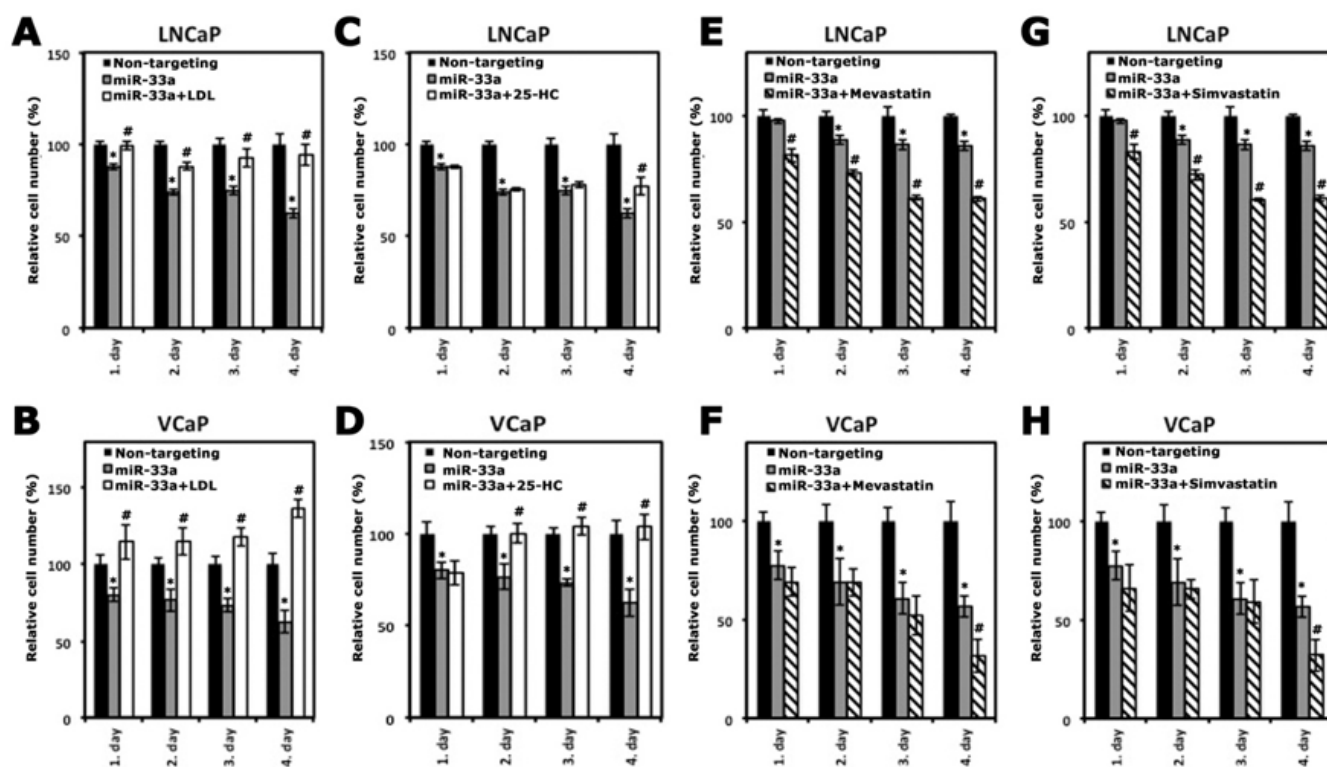 A
LNCaP
Relative cell number (%)
150
100
50
0
Non-targeting
miR-33a
miR-33a+LDL
* # * # * # * #
1. day 2. day 3. day 4. day
C
LNCaP
Relative cell number (%)
150
100
50
0
Non-targeting
miR-33a
miR-33a+25-HC
* * * * #
1. day 2. day 3. day 4. day
E
LNCaP
Relative cell number (%)
100
50
0
Non-targeting
miR-33a
miR-33a+Mevastatin
# * # * # * #
1. day 2. day 3. day 4. day
G
LNCaP
Relative cell number (%)
100
50
0
Non-targeting
miR-33a
miR-33a+Simvastatin
# * # * # * #
1. day 2. day 3. day 4. day
B
VCaP
Relative cell number (%)
150
100
50
0
Non-targeting
miR-33a
miR-33a+LDL
* # * # * # * #
1. day 2. day 3. day 4. day
D
VCaP
Relative cell number (%)
150
100
50
0
Non-targeting
miR-33a
miR-33a+25-HC
* * # * # * #
1. day 2. day 3. day 4. day
F
VCaP
Relative cell number (%)
100
50
0
Non-targeting
miR-33a
miR-33a+Mevastatin
* * * * #
1. day 2. day 3. day 4. day
H
VCaP
Relative cell number (%)
100
50
0
Non-targeting
miR-33a
miR-33a+Simvastatin
* * * * #
1. day 2. day 3. day 4. day